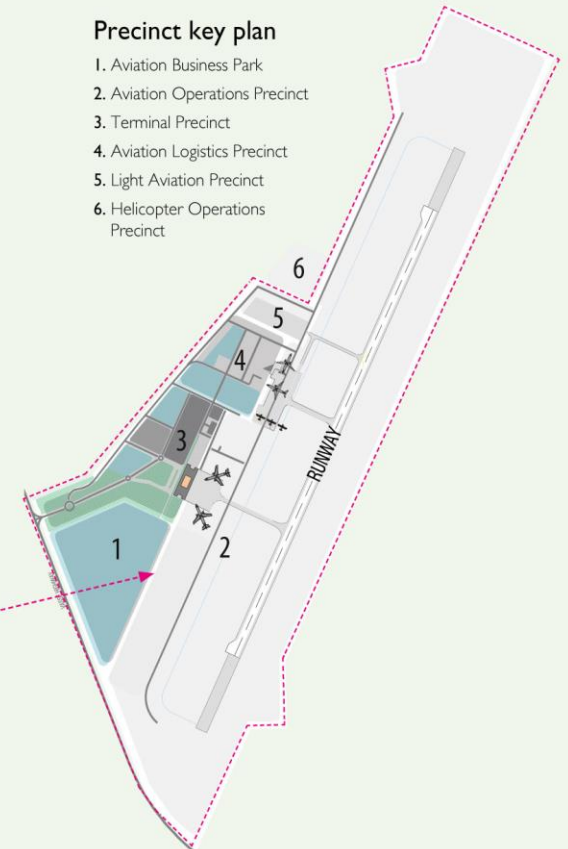 Precinct key plan
1. Aviation Business Park
2. Aviation Operations Precinct
3. Terminal Precinct
4. Aviation Logistics Precinct
5. Light Aviation Precinct
6. Helicopter Operations
Precinct
6
5
4
3
RUNWAY
1
2